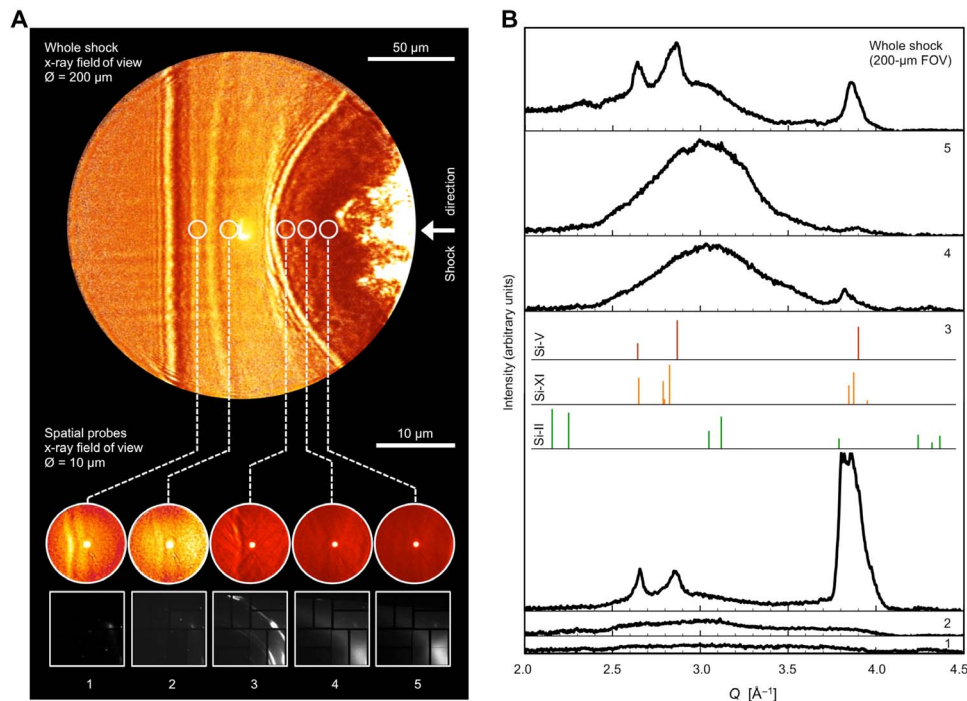 A
Whole shock
x-ray field of view
Ø = 200 µm
50 µm
Shock direction
Spatial probes
x-ray field of view
Ø = 10 µm
10 µm
1 2 3 4 5
B
Whole shock
(200-µm FOV)
5
4
3
Si-V
Si-XI
Si-II
2
1
Intensity (arbitrary units)
2.0 2.5 3.0 3.5 4.0 4.5
Q [Å⁻¹]